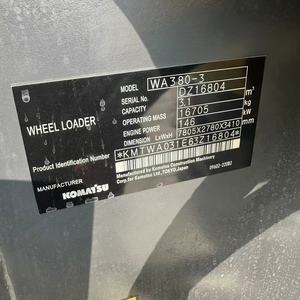 WHEEL LOADER
MODEL WA380-3
SERIAL No. DZ16804
CAPACITY 3.1 m³
OPERATING MASS 16705 kg
ENGINE POWER 146
DIMENSION LxWxH 7805X2780X3410 mm
Product Identification Number *KMTWA031E63Z16804*
MANUFACTURER
KOMATSU
Manufactured by Komatsu Construction Machinery
Corp. for Komatsu Ltd., TOKYO, Japan